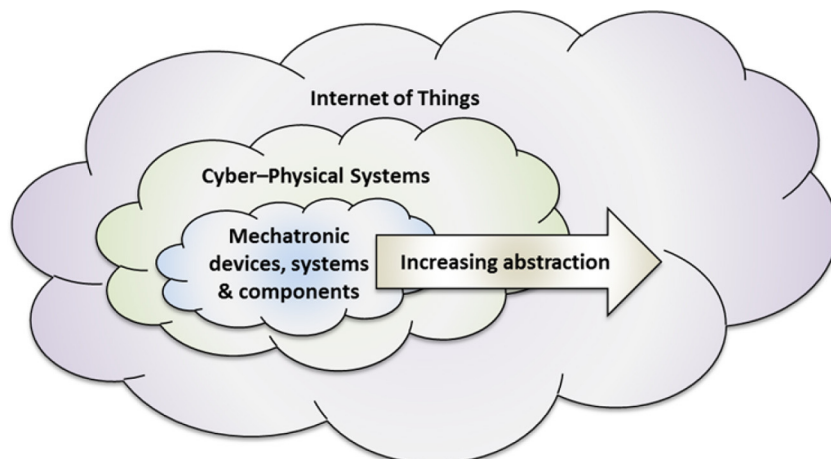 Internet of Things
Cyber–Physical Systems
Mechatronic
devices, systems
& components
Increasing abstraction